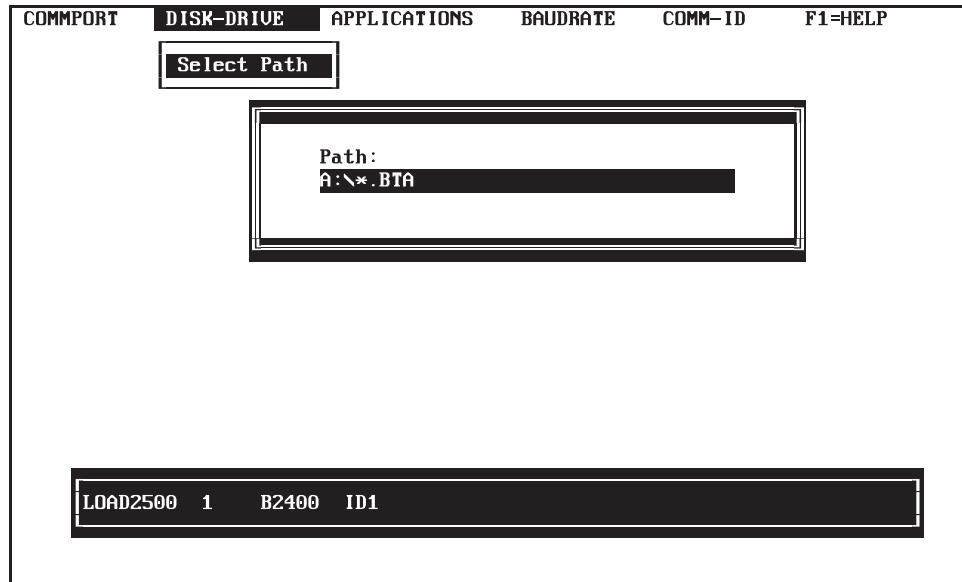 COMMPORT DISK-DRIVE APPLICATIONS BAUDRATE COMM-ID F1=HELP
Select Path
Path:
A:\*.BTA
LOAD2500 1 B2400 ID1